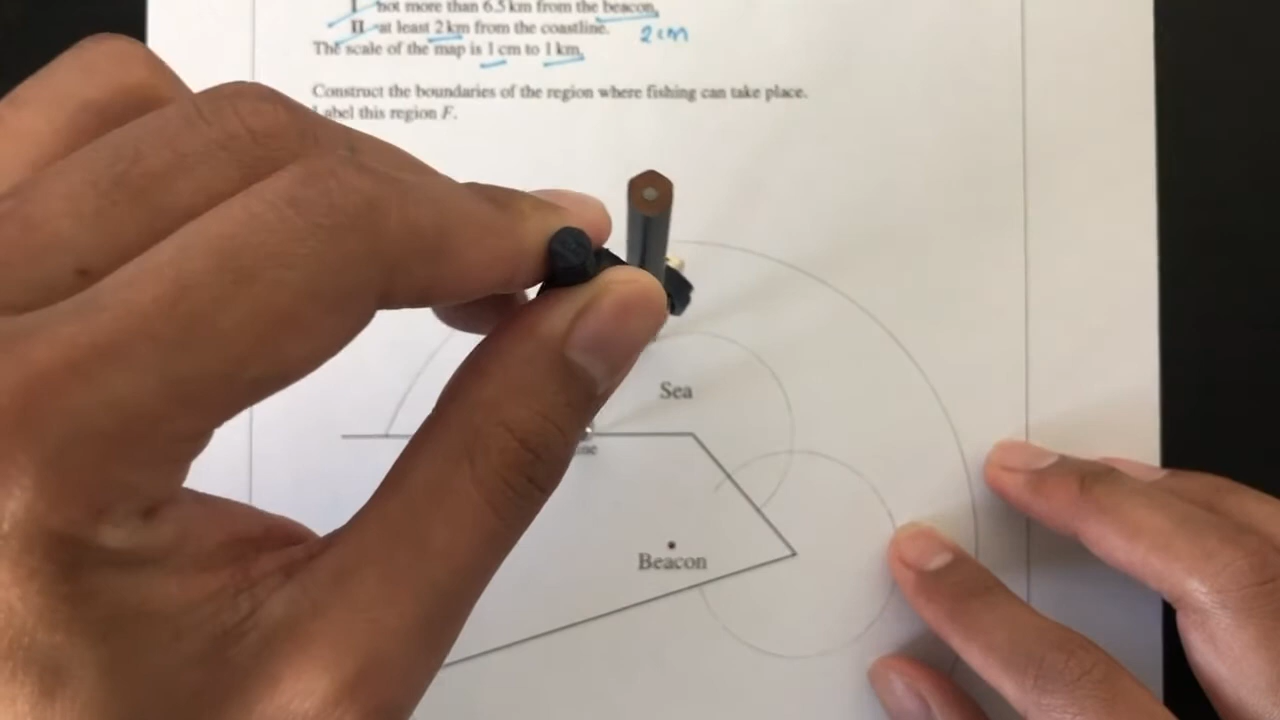 I not more than 6.5 km from the beacon,
II at least 2 km from the coastline.
2cm
The scale of the map is 1 cm to 1 km.
Construct the boundaries of the region where fishing can take place.
Label this region F.
Sea
Beacon